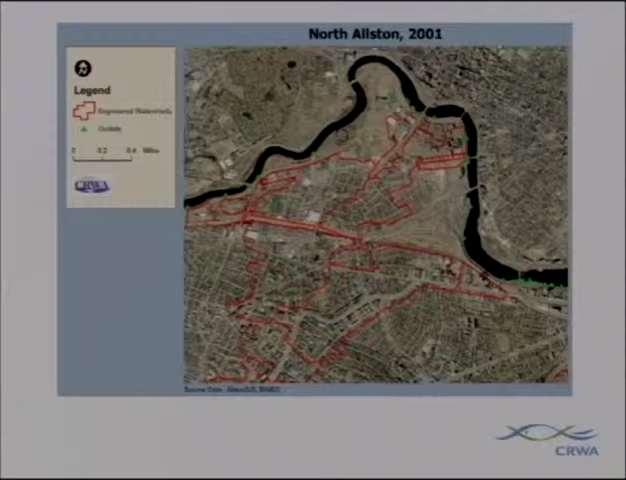 North Allston, 2001
Legend
Engineered Watersheds
Outfalls
0 0.2 0.4 Miles
CRWA
CRWA